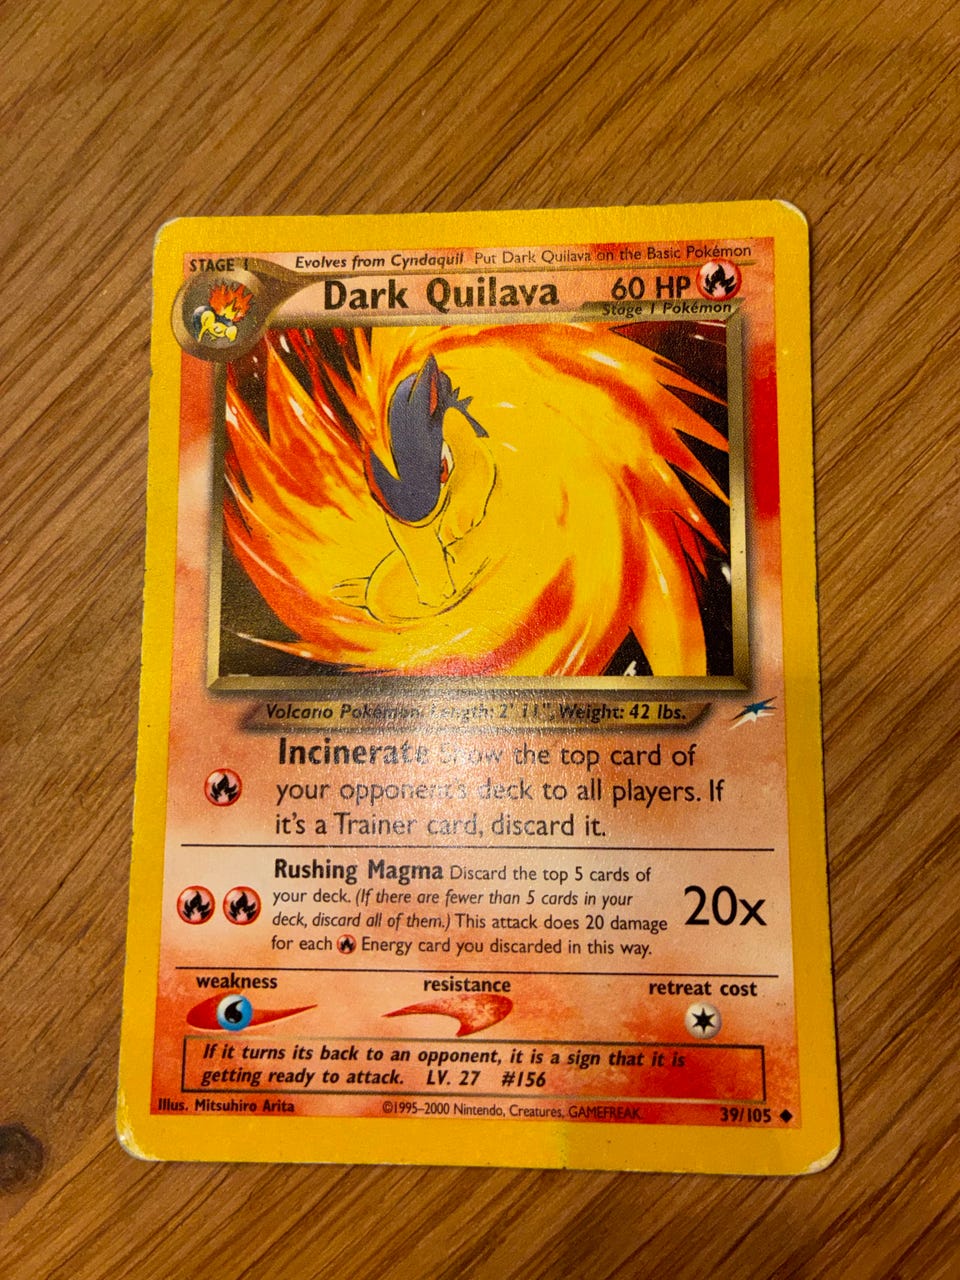 STAGE 1
Evolves from Cyndaquil Put Dark Quilava on the Basic Pokémon
Dark Quilava 60 HP
Stage 1 Pokémon
Volcano Pokémon. Length: 2' 11", Weight: 42 lbs.
Incinerate Show the top card of
your opponent's deck to all players. If
it's a Trainer card, discard it.
Rushing Magma Discard the top 5 cards of
your deck. (If there are fewer than 5 cards in your
deck, discard all of them.) This attack does 20 damage
for each Energy card you discarded in this way.
20x
weakness resistance retreat cost
If it turns its back to an opponent, it is a sign that it is
getting ready to attack. LV. 27 #156
Illus. Mitsuhiro Arita ©1995-2000 Nintendo, Creatures, GAMEFREAK. 39/105